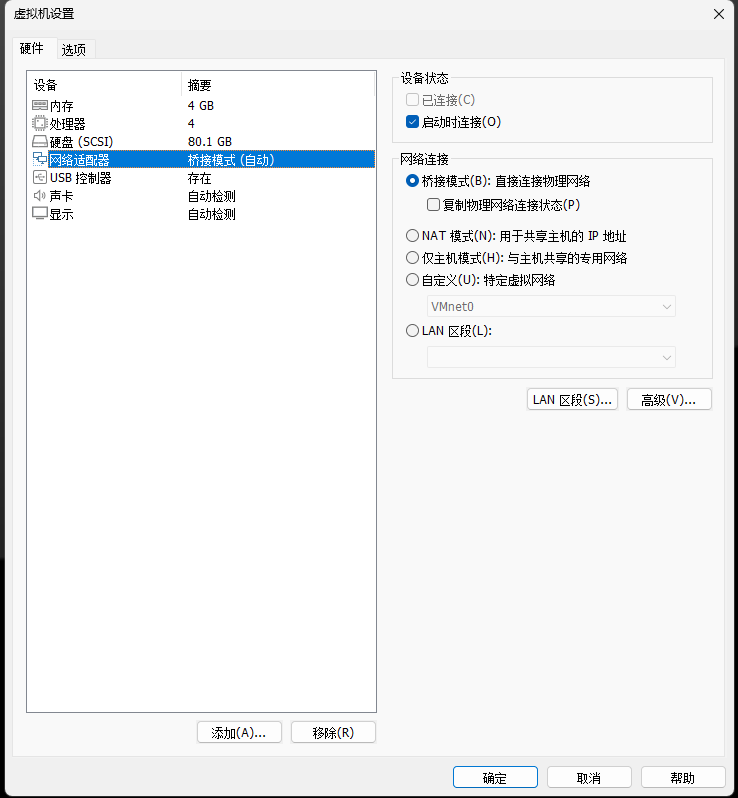 虚拟机设置
硬件 选项
设备 摘要
内存 4 GB
处理器 4
硬盘 (SCSI) 80.1 GB
网络适配器 桥接模式 (自动)
USB 控制器 存在
声卡 自动检测
显示 自动检测
添加(A)... 移除(R)
设备状态
已连接(C)
启动时连接(O)
网络连接
桥接模式(B): 直接连接物理网络
复制物理网络连接状态(P)
NAT 模式(N): 用于共享主机的 IP 地址
仅主机模式(H): 与主机共享的专用网络
自定义(U): 特定虚拟网络
VMnet0
LAN 区段(L):
LAN 区段(S)... 高级(V)...
确定 取消 帮助